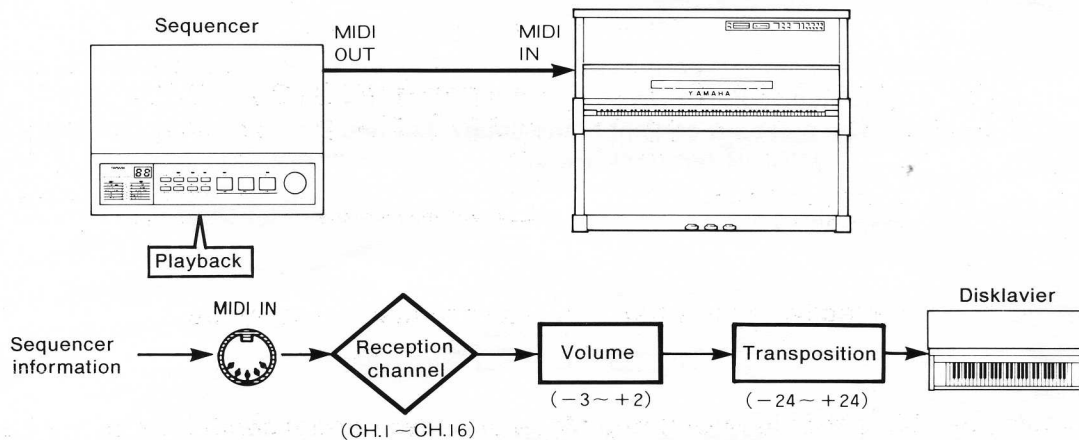 Sequencer
MIDI
OUT
MIDI
IN
YAMAHA
88
Playback
MIDI IN
Disklavier
Sequencer
information
Reception
channel
Volume
Transposition
(CH.1~CH.16)
(-3~+2)
(-24~+24)